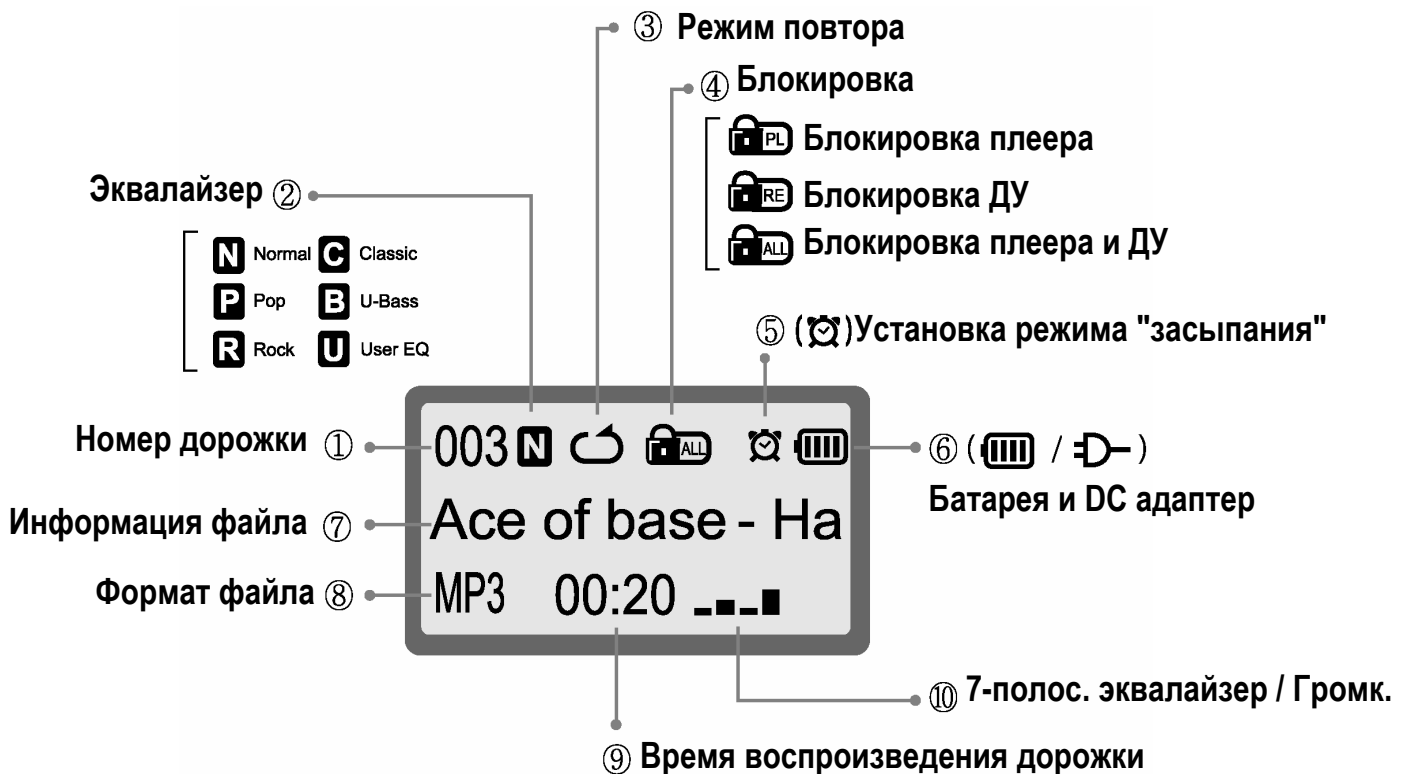 ③ Режим повтора
④ Блокировка
PL Блокировка плеера
RE Блокировка ДУ
ALL Блокировка плеера и ДУ
Эквалайзер ②
N Normal C Classic
P Pop B U-Bass
R Rock U User EQ
⑤ ( )Установка режима "засыпания"
Номер дорожки ①
003 N ALL
⑥ ( / )
Батарея и DC адаптер
Информация файла ⑦
Ace of base - Ha
Формат файла ⑧
MP3 00:20
⑩ 7-полос. эквалайзер / Громк.
⑨ Время воспроизведения дорожки